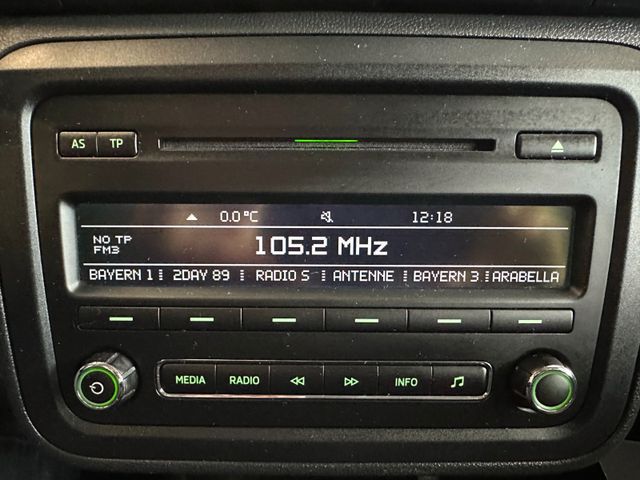 AS TP
0.0°C 12:18
NO TP
FM3
105.2 MHz
BAYERN 1 2DAY 89 RADIO S ANTENNE BAYERN 3 ARABELLA
MEDIA RADIO INFO